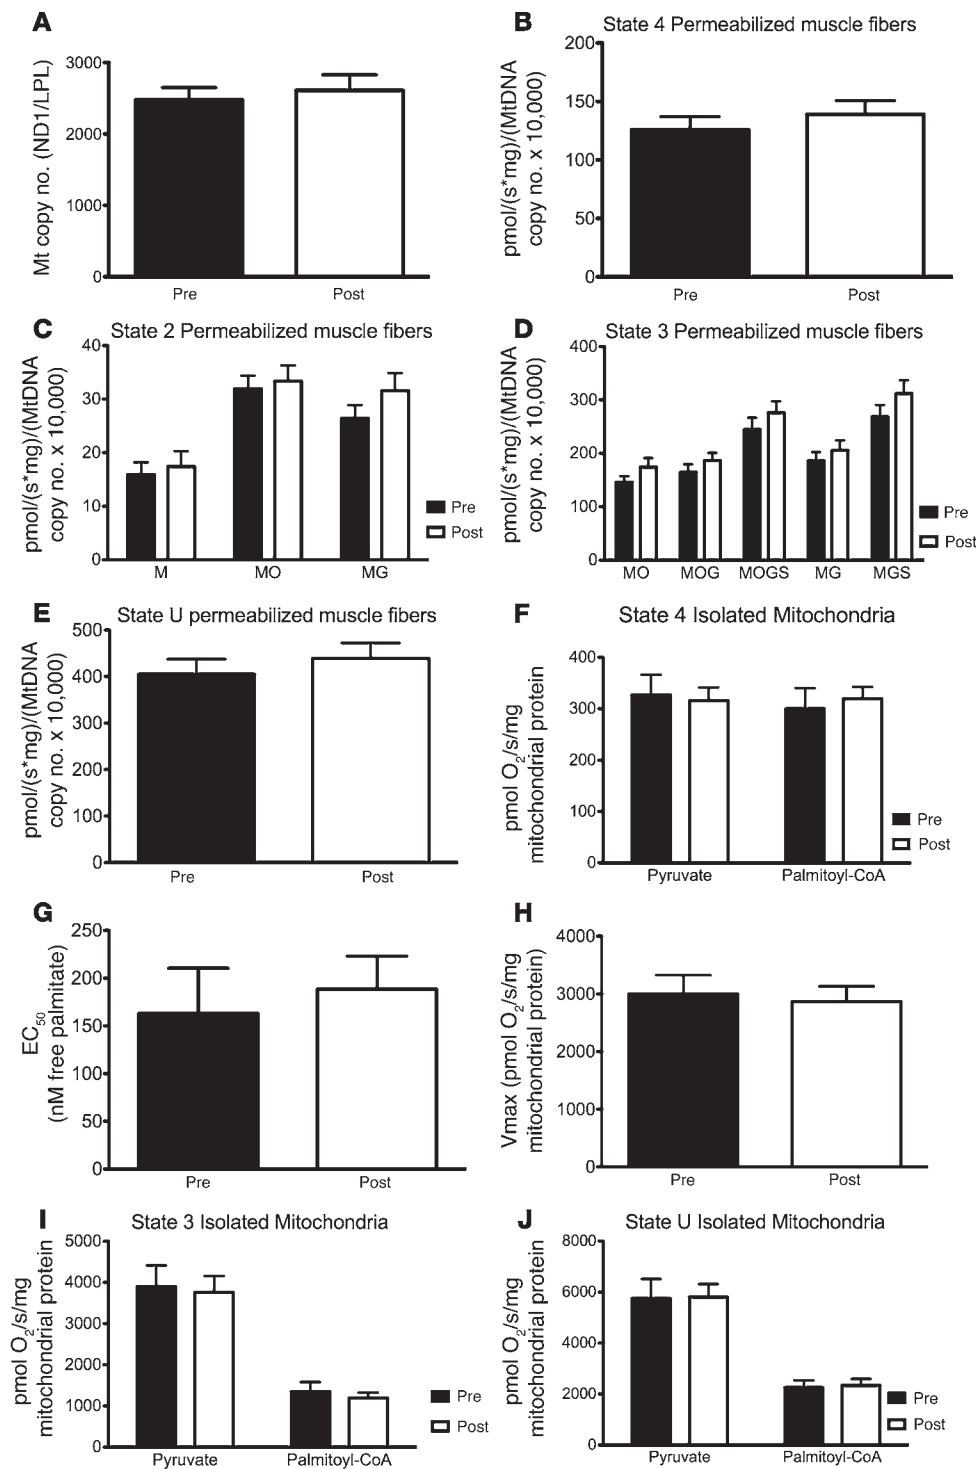 A
Mt copy no. (ND1/LPL)
3000
2000
1000
0
Pre Post
B
State 4 Permeabilized muscle fibers
pmol/(s*mg)/(MtDNA
copy no. x 10,000)
200
150
100
50
0
Pre Post
C
State 2 Permeabilized muscle fibers
pmol/(s*mg)/(MtDNA
copy no. x 10,000)
40
30
20
10
0
M MO MG
Pre
Post
D
State 3 Permeabilized muscle fibers
pmol/(s*mg)/(MtDNA
copy no. x 10,000)
400
300
200
100
0
MO MOG MOGS MG MGS
Pre
Post
E
State U permeabilized muscle fibers
pmol/(s*mg)/(MtDNA
copy no. x 10,000)
500
400
300
200
100
0
Pre Post
F
State 4 Isolated Mitochondria
pmol O2/s/mg
mitochondrial protein
400
300
200
100
0
Pyruvate Palmitoyl-CoA
Pre
Post
G
EC50
(nM free palmitate)
250
200
150
100
50
0
Pre Post
H
Vmax (pmol O2/s/mg
mitochondrial protein)
4000
3000
2000
1000
0
Pre Post
I
State 3 Isolated Mitochondria
pmol O2/s/mg
mitochondrial protein
5000
4000
3000
2000
1000
0
Pyruvate Palmitoyl-CoA
Pre
Post
J
State U Isolated Mitochondria
pmol O2/s/mg
mitochondrial protein
8000
6000
4000
2000
0
Pyruvate Palmitoyl-CoA
Pre
Post